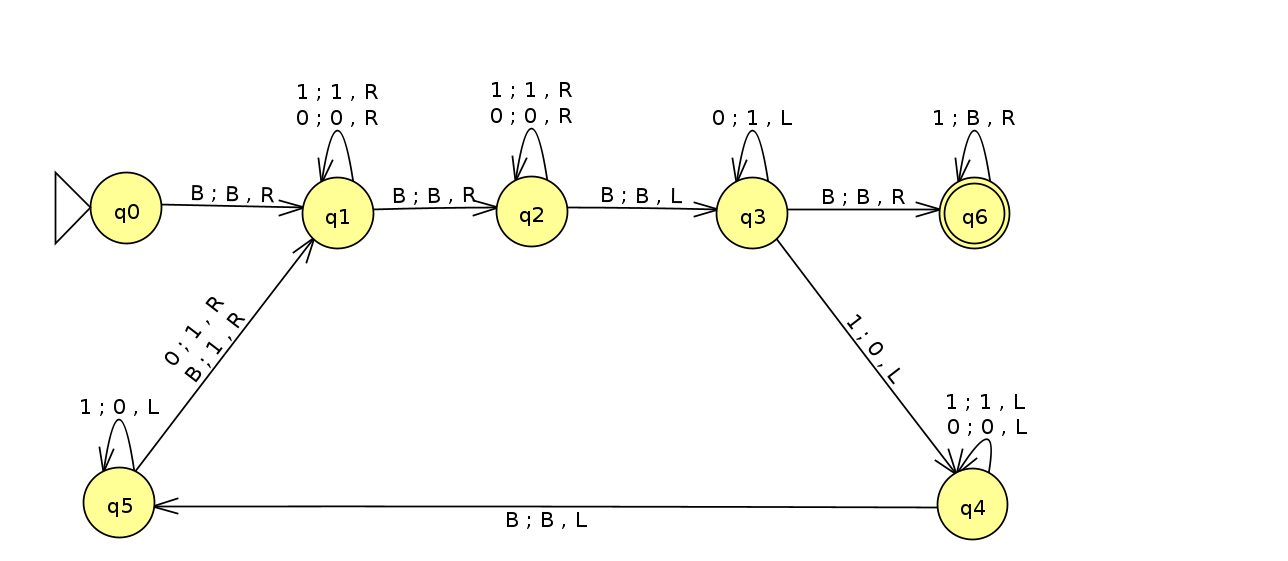 1 ; 1 , R
0 ; 0 , R
1 ; 1 , R
0 ; 0 , R
0 ; 1 , L
1 ; B , R
q0
B ; B , R
q1
B ; B , R
q2
B ; B , L
q3
B ; B , R
q6
0 ; 1 , R
B ; 1 , R
1 ; 0 , L
1 ; 0 , L
1 ; 1 , L
0 ; 0 , L
q5
B ; B , L
q4